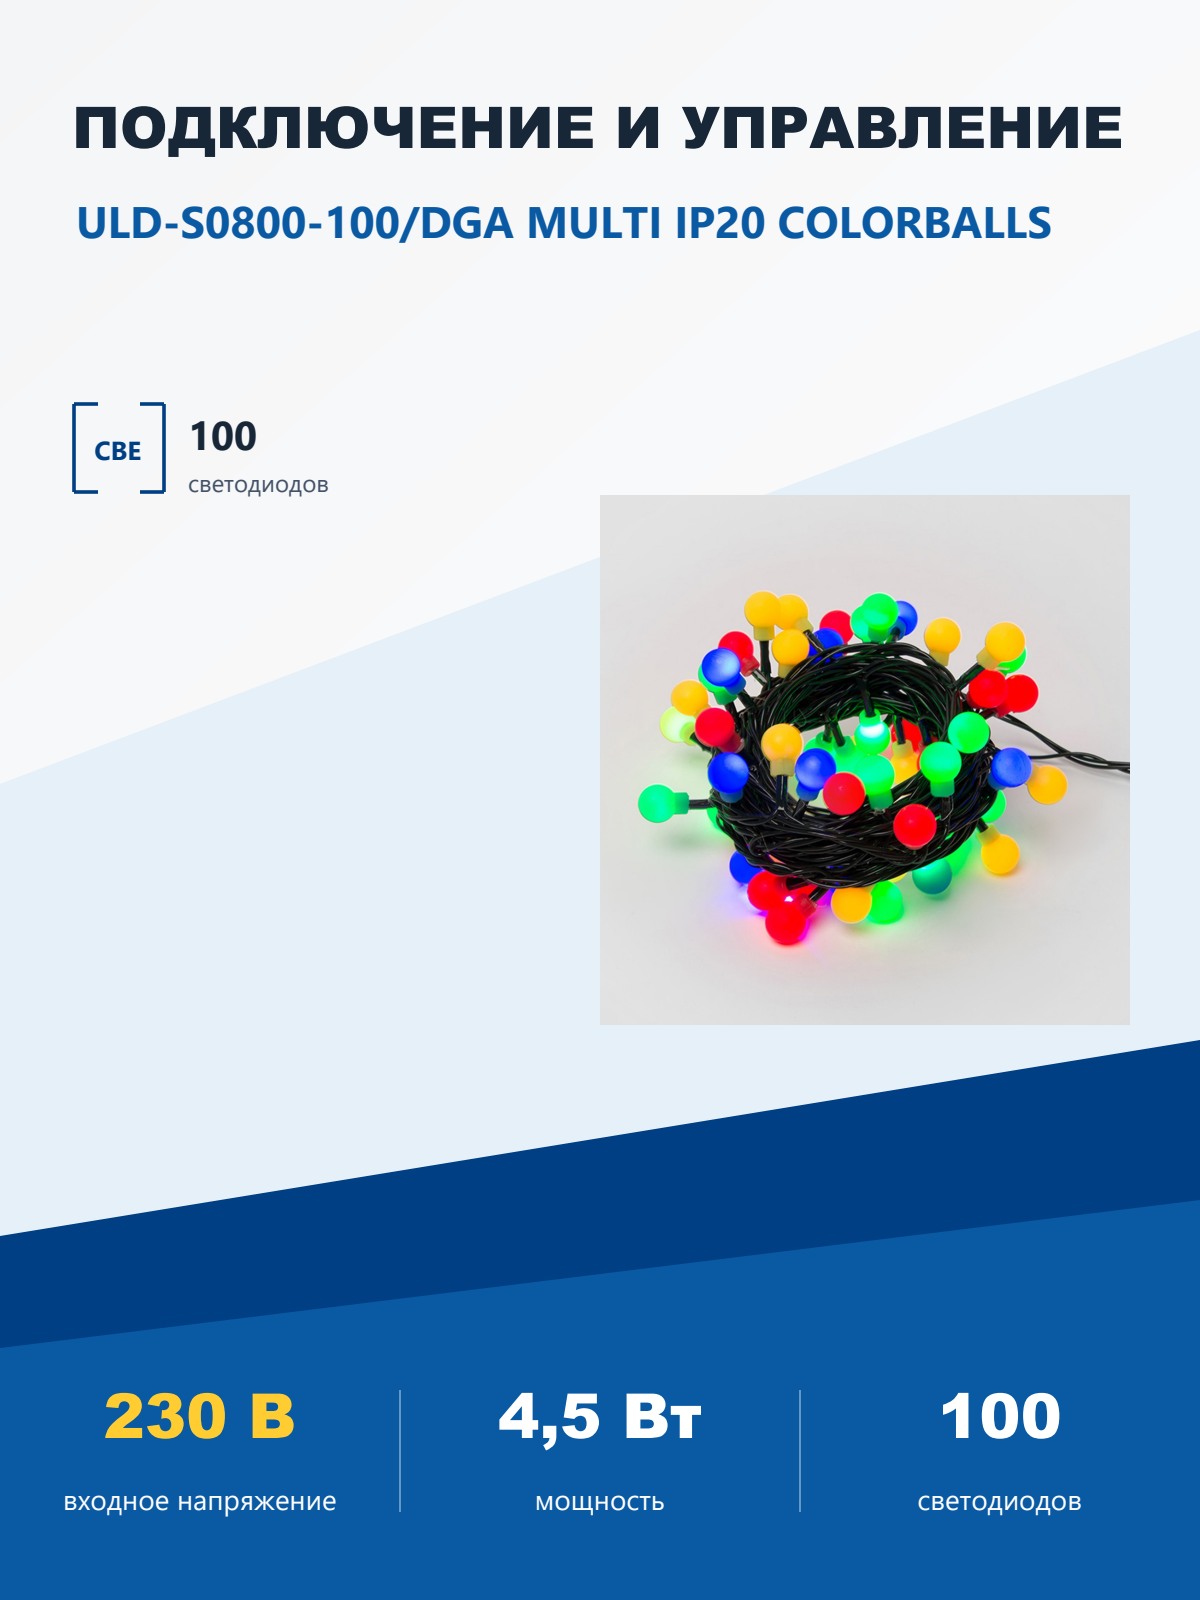 ПОДКЛЮЧЕНИЕ И УПРАВЛЕНИЕ
ULD-S0800-100/DGA MULTI IP20 COLORBALLS
СВЕ
100
светодиодов
230 В
входное напряжение
4,5 Вт
мощность
100
светодиодов